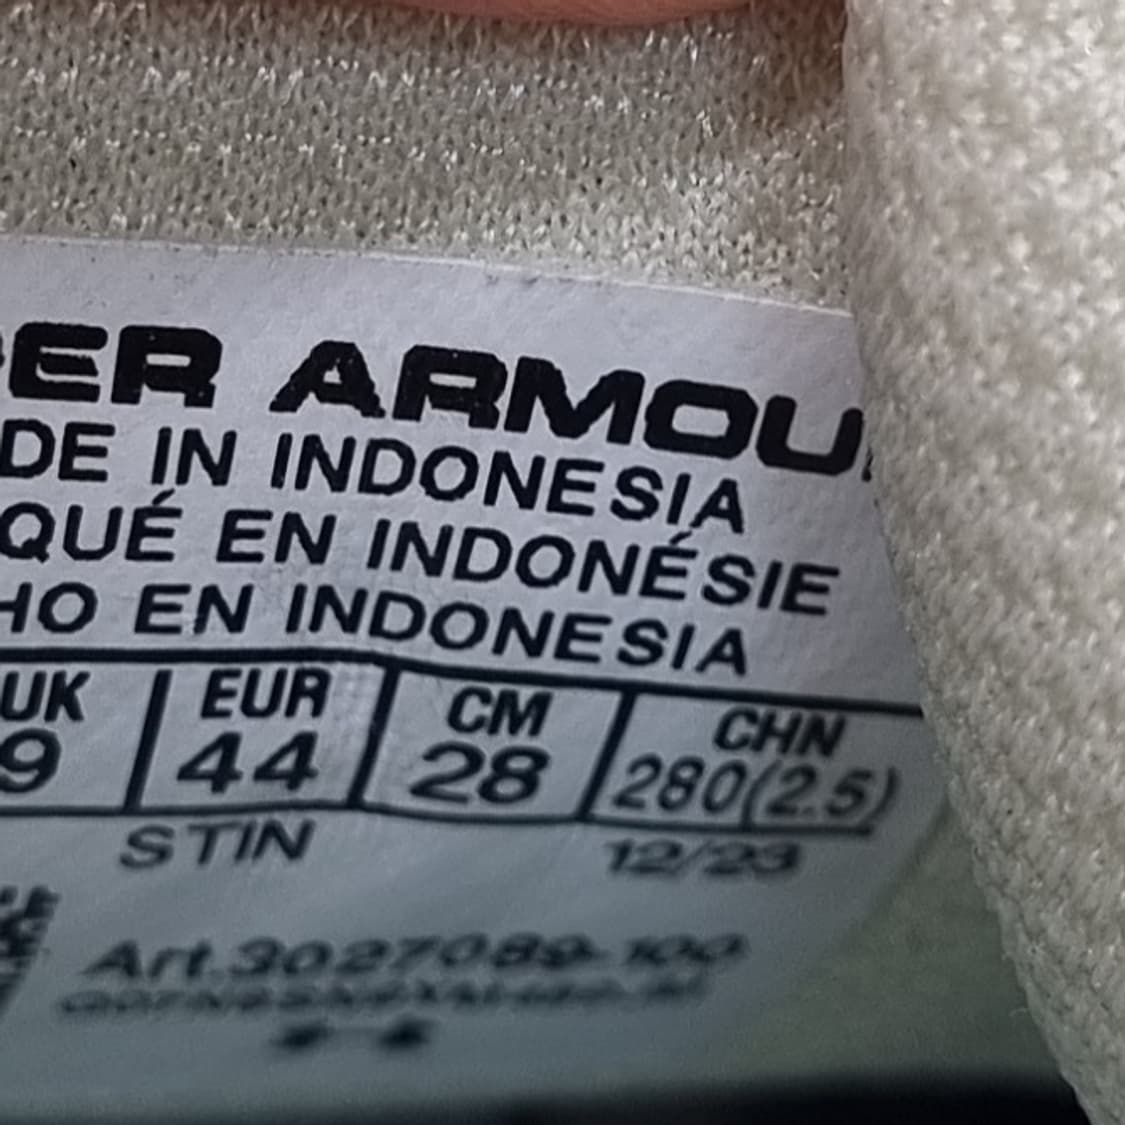 DER ARMOU
DE IN INDONESIA
QUÉ EN INDONÉSIE
HO EN INDONESIA
UK EUR CM CHN
9 44 28 280(2.5)
STIN 12/23
Art.3027089-100